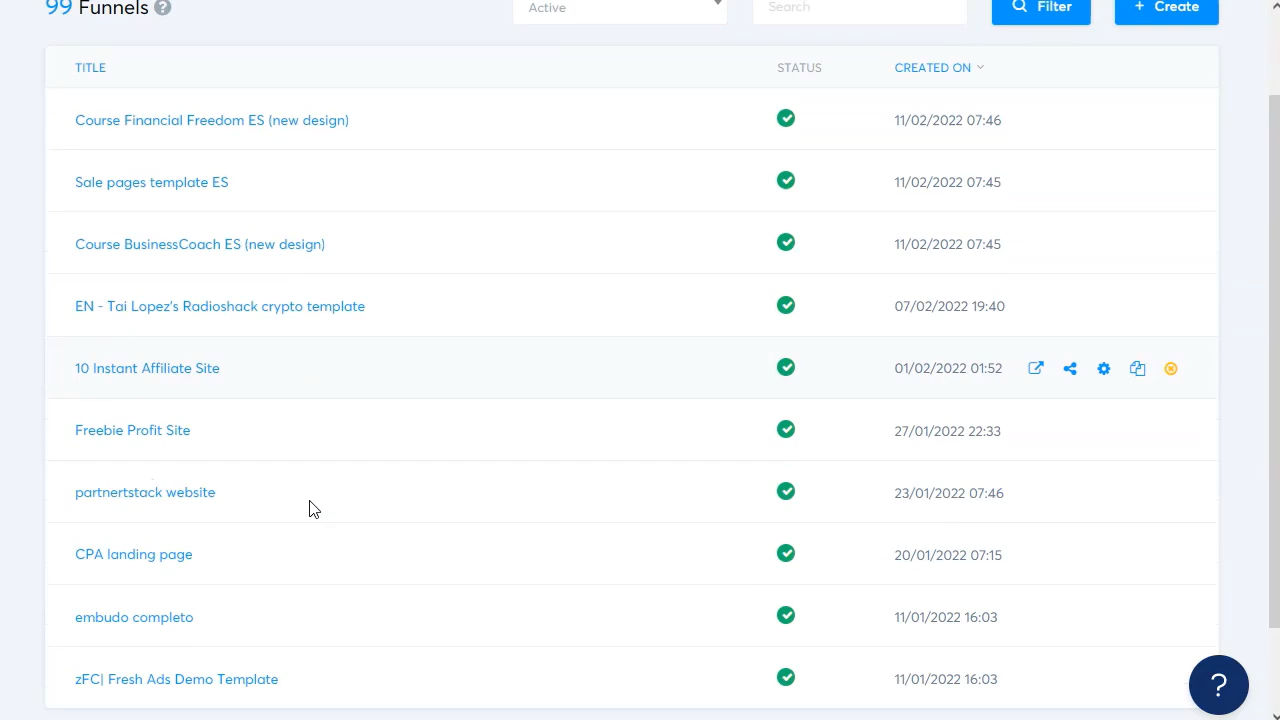 99 Funnels ?
Active
Search
Filter
+ Create
TITLE STATUS CREATED ON
Course Financial Freedom ES (new design) 11/02/2022 07:46
Sale pages template ES 11/02/2022 07:45
Course BusinessCoach ES (new design) 11/02/2022 07:45
EN - Tai Lopez's Radioshack crypto template 07/02/2022 19:40
10 Instant Affiliate Site 01/02/2022 01:52
Freebie Profit Site 27/01/2022 22:33
partnertstack website 23/01/2022 07:46
CPA landing page 20/01/2022 07:15
embudo completo 11/01/2022 16:03
zFC| Fresh Ads Demo Template 11/01/2022 16:03
?